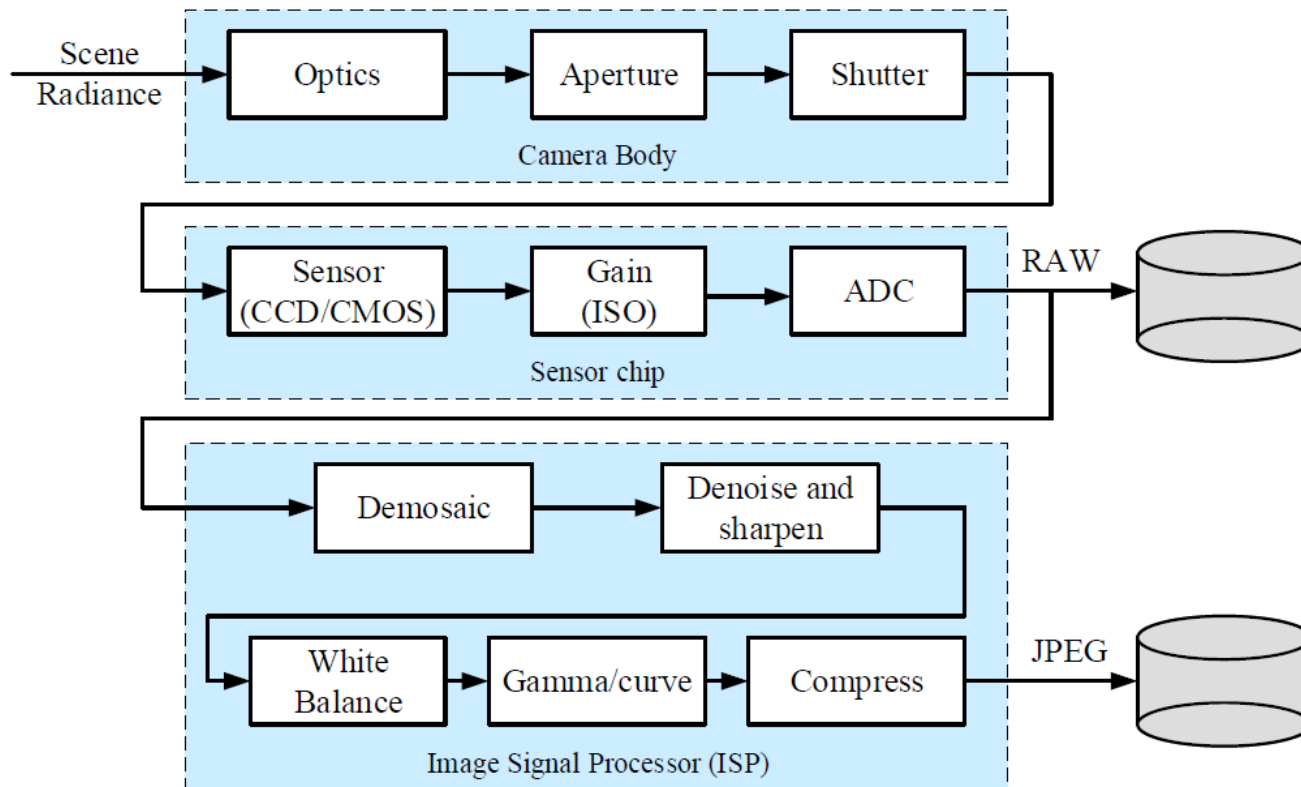 Scene
Radiance
Optics
Aperture
Shutter
Camera Body
Sensor
(CCD/CMOS)
Gain
(ISO)
ADC
RAW
Sensor chip
Demosaic
Denoise and
sharpen
White
Balance
Gamma/curve
Compress
JPEG
Image Signal Processor (ISP)